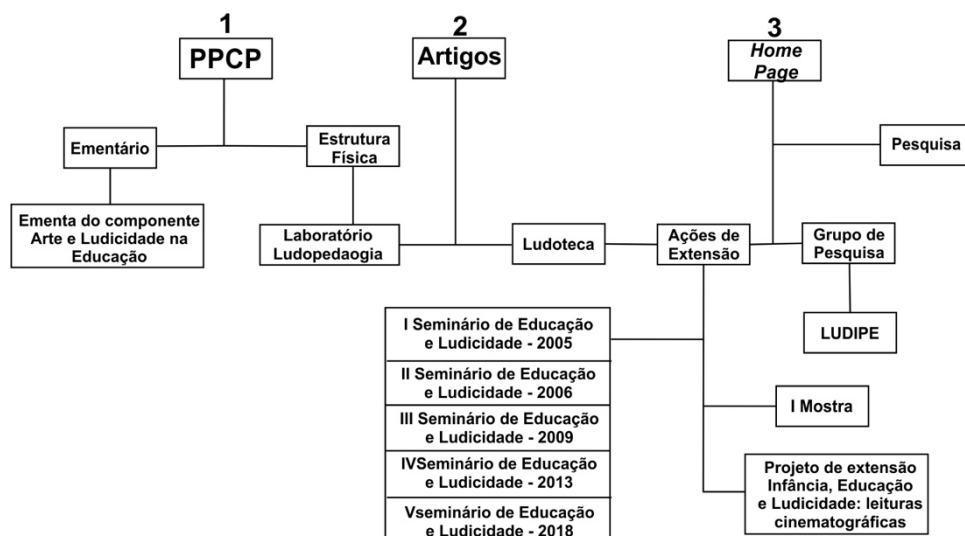 1
PPCP
2
Artigos
3
Home
Page
Ementário
Estrutura
Física
Pesquisa
Ementa do componente
Arte e Ludicidade na
Educação
Laboratório
Ludopedaogia
Ludoteca
Ações de
Extensão
Grupo de
Pesquisa
LUDIPE
I Seminário de Educação
e Ludicidade - 2005
II Seminário de Educação
e Ludicidade - 2006
III Seminário de Educação
e Ludicidade - 2009
IVSeminário de Educação
e Ludicidade - 2013
Vseminário de Educação
e Ludicidade - 2018
I Mostra
Projeto de extensão
Infância, Educação
e Ludicidade: leituras
cinematográficas